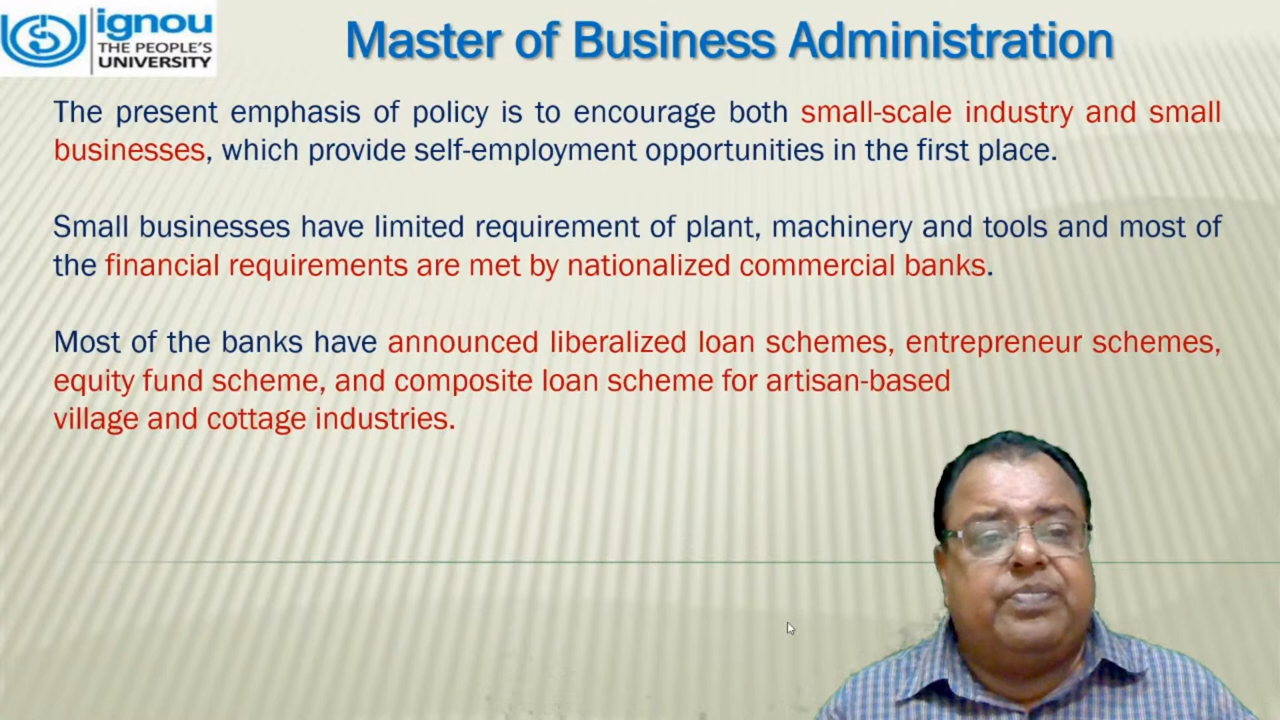 ignou
THE PEOPLE'S
UNIVERSITY
Master of Business Administration
The present emphasis of policy is to encourage both small-scale industry and small
businesses, which provide self-employment opportunities in the first place.
Small businesses have limited requirement of plant, machinery and tools and most of
the financial requirements are met by nationalized commercial banks.
Most of the banks have announced liberalized loan schemes, entrepreneur schemes,
equity fund scheme, and composite loan scheme for artisan-based
village and cottage industries.